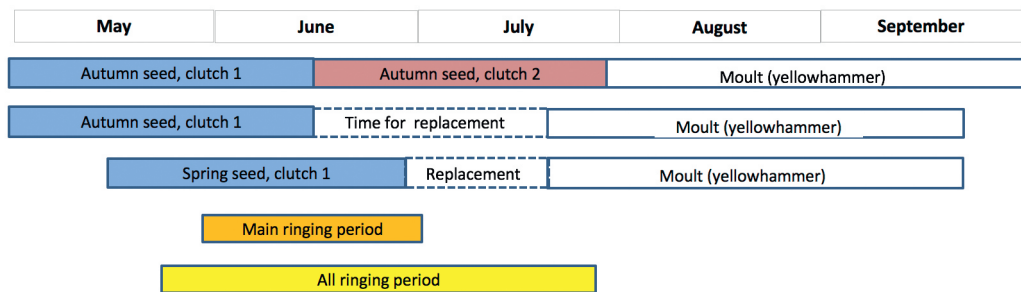 May June July August September
Autumn seed, clutch 1 Autumn seed, clutch 2 Moult (yellowhammer)
Autumn seed, clutch 1 Time for replacement Moult (yellowhammer)
Spring seed, clutch 1 Replacement Moult (yellowhammer)
Main ringing period
All ringing period